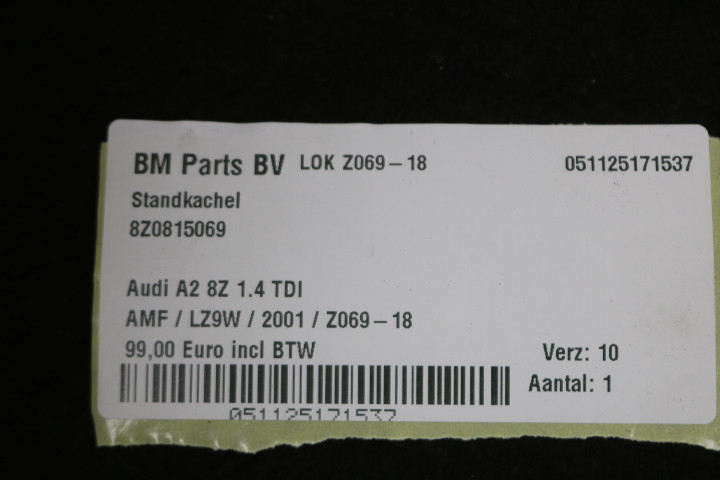 BM Parts BV LOK Z069-18 051125171537
Standkachel
8Z0815069
Audi A2 8Z 1.4 TDI
AMF / LZ9W / 2001 / Z069-18
99,00 Euro incl BTW Verz: 10
Aantal: 1
051125171537